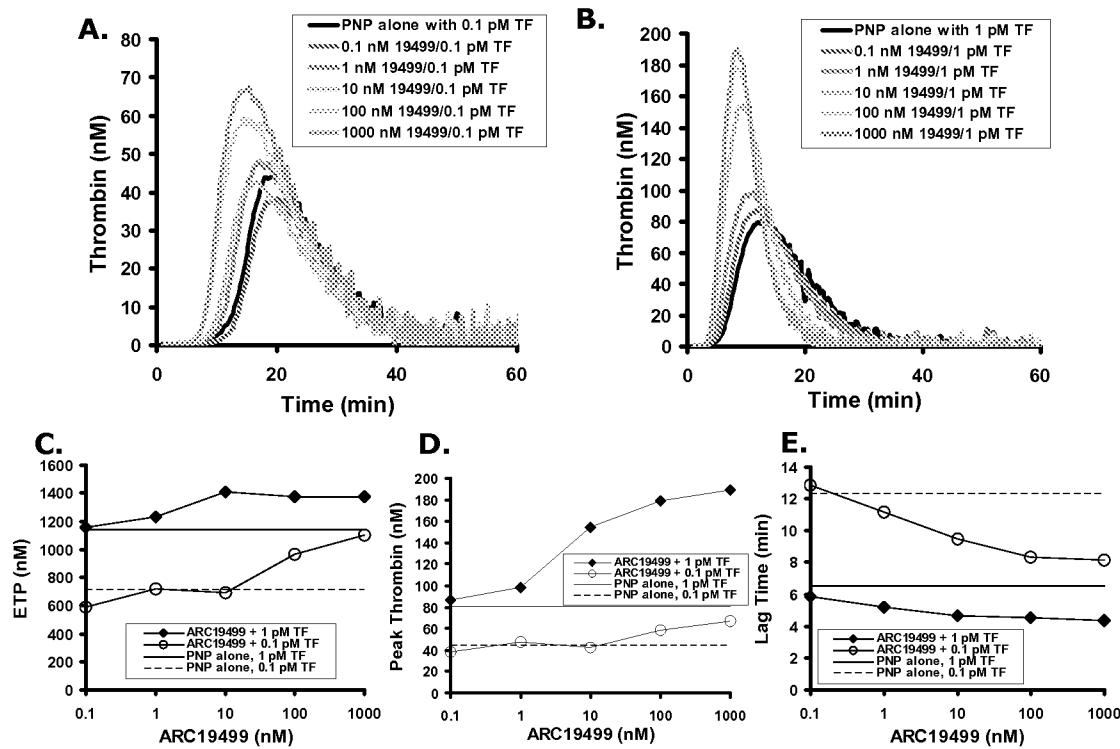 A.
PNP alone with 0.1 pM TF
0.1 nM 19499/0.1 pM TF
1 nM 19499/0.1 pM TF
10 nM 19499/0.1 pM TF
100 nM 19499/0.1 pM TF
1000 nM 19499/0.1 pM TF
Thrombin (nM)
80
70
60
50
40
30
20
10
0
0 20 40 60
Time (min)
B.
PNP alone with 1 pM TF
0.1 nM 19499/1 pM TF
1 nM 19499/1 pM TF
10 nM 19499/1 pM TF
100 nM 19499/1 pM TF
1000 nM 19499/1 pM TF
Thrombin (nM)
200
180
160
140
120
100
80
60
40
20
0
0 20 40 60
Time (min)
C.
ETP (nM)
1600
1400
1200
1000
800
600
400
200
0
ARC19499 + 1 pM TF
ARC19499 + 0.1 pM TF
PNP alone, 1 pM TF
PNP alone, 0.1 pM TF
0.1 1 10 100 1000
ARC19499 (nM)
D.
Peak Thrombin (nM)
200
180
160
140
120
100
80
60
40
20
0
ARC19499 + 1 pM TF
ARC19499 + 0.1 pM TF
PNP alone, 1 pM TF
PNP alone, 0.1 pM TF
0.1 1 10 100 1000
ARC19499 (nM)
E.
Lag Time (min)
14
12
10
8
6
4
2
0
ARC19499 + 1 pM TF
ARC19499 + 0.1 pM TF
PNP alone, 1 pM TF
PNP alone, 0.1 pM TF
0.1 1 10 100 1000
ARC19499 (nM)